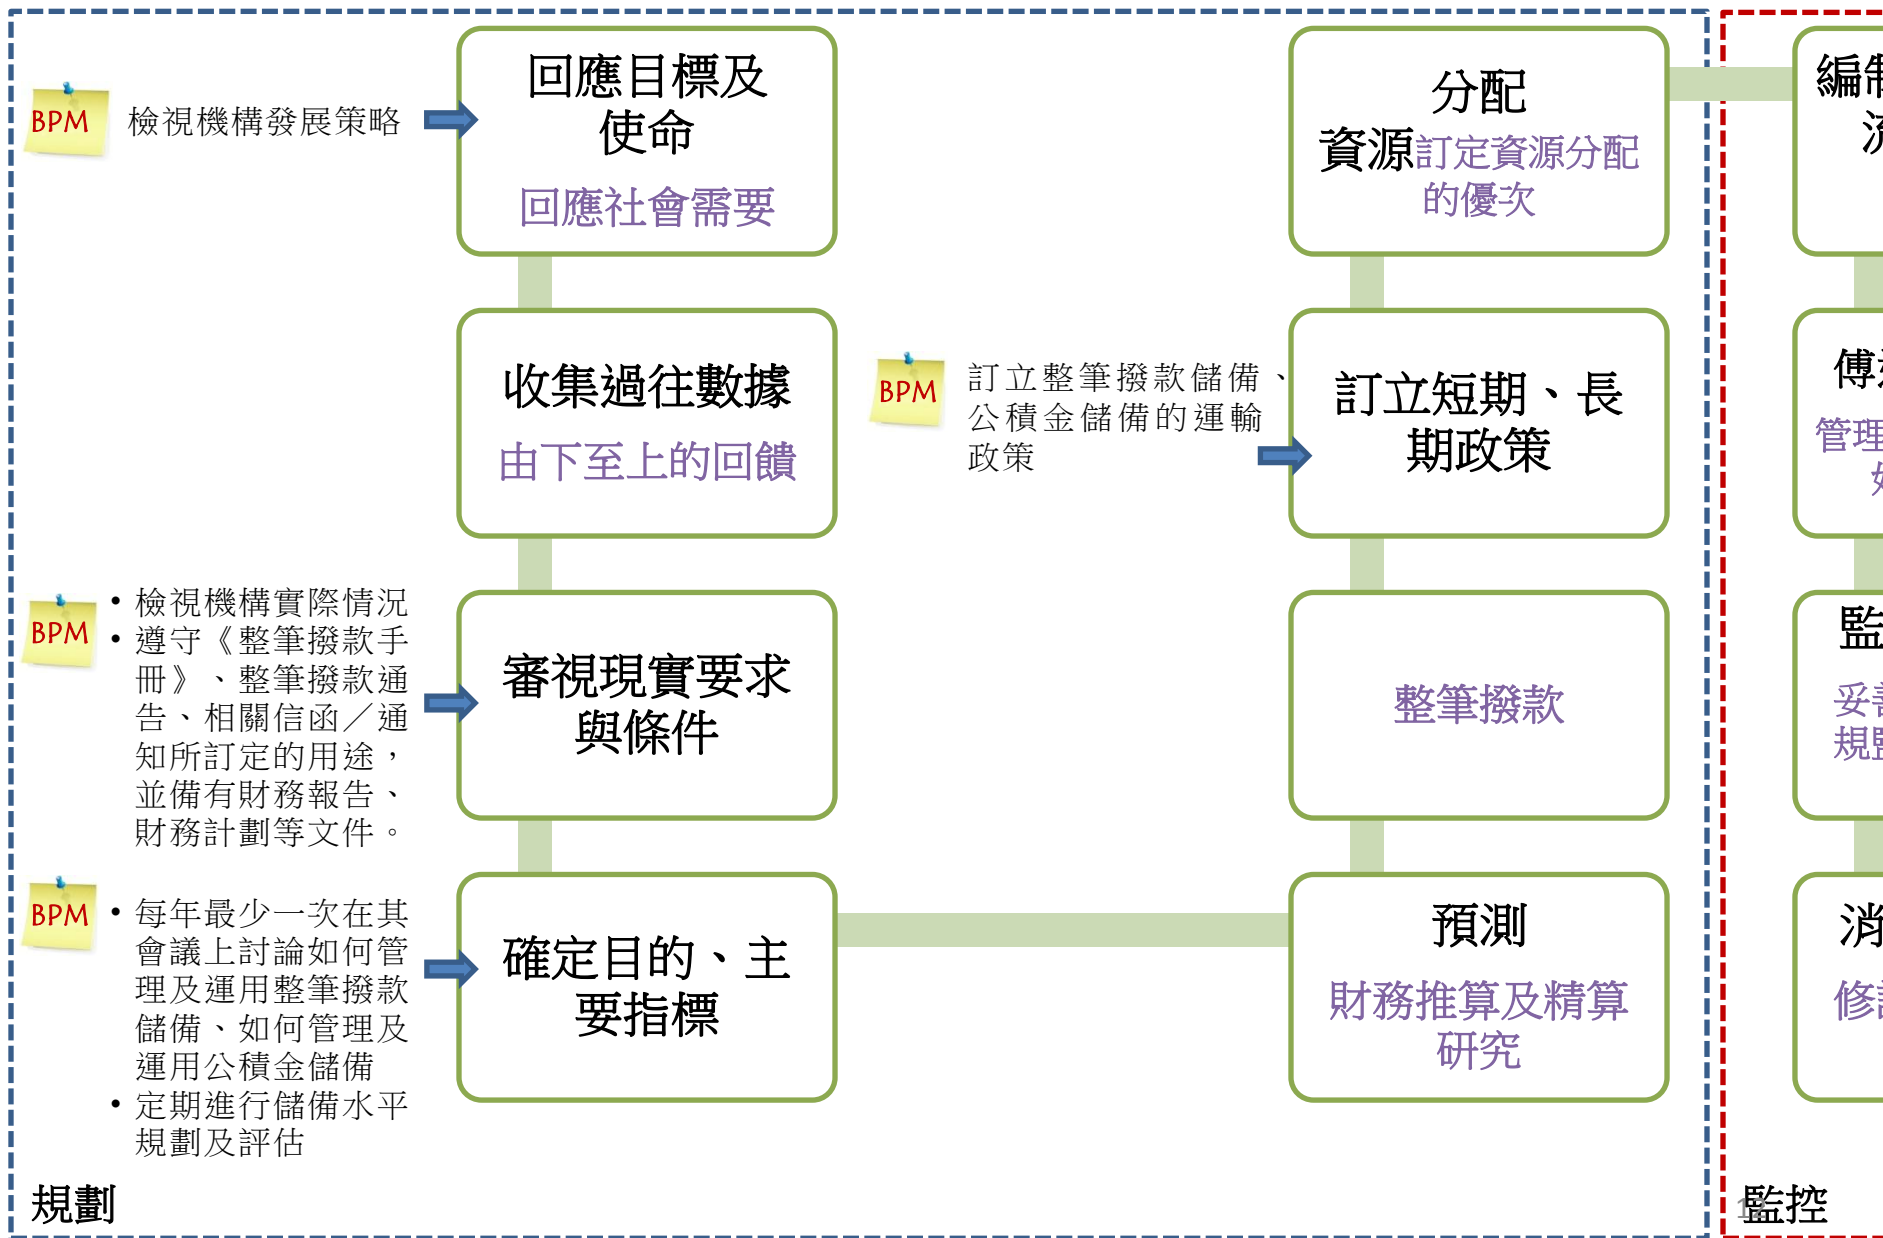 BPM
檢視機構發展策略
回應目標及
使命
回應社會需要
收集過往數據
由下至上的回饋
BPM
• 檢視機構實際情況
• 遵守《整筆撥款手
冊》、整筆撥款通
告、相關信函／通
知所訂定的用途，
並備有財務報告、
財務計劃等文件。
審視現實要求
與條件
BPM
• 每年最少一次在其
會議上討論如何管
理及運用整筆撥款
儲備、如何管理及
運用公積金儲備
• 定期進行儲備水平
規劃及評估
確定目的、主
要指標
分配
資源訂定資源分配
的優次
BPM
訂立整筆撥款儲備、
公積金儲備的運輸
政策
訂立短期、長
期政策
整筆撥款
預測
財務推算及精算
研究
規劃
編
傅
管理
監
妥
規
消
修
12
監控